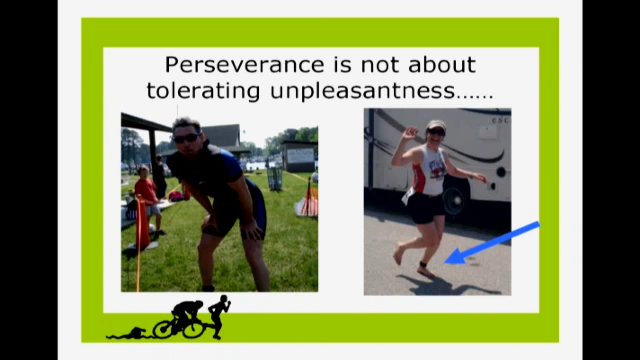 Perseverance is not about
tolerating unpleasantness……